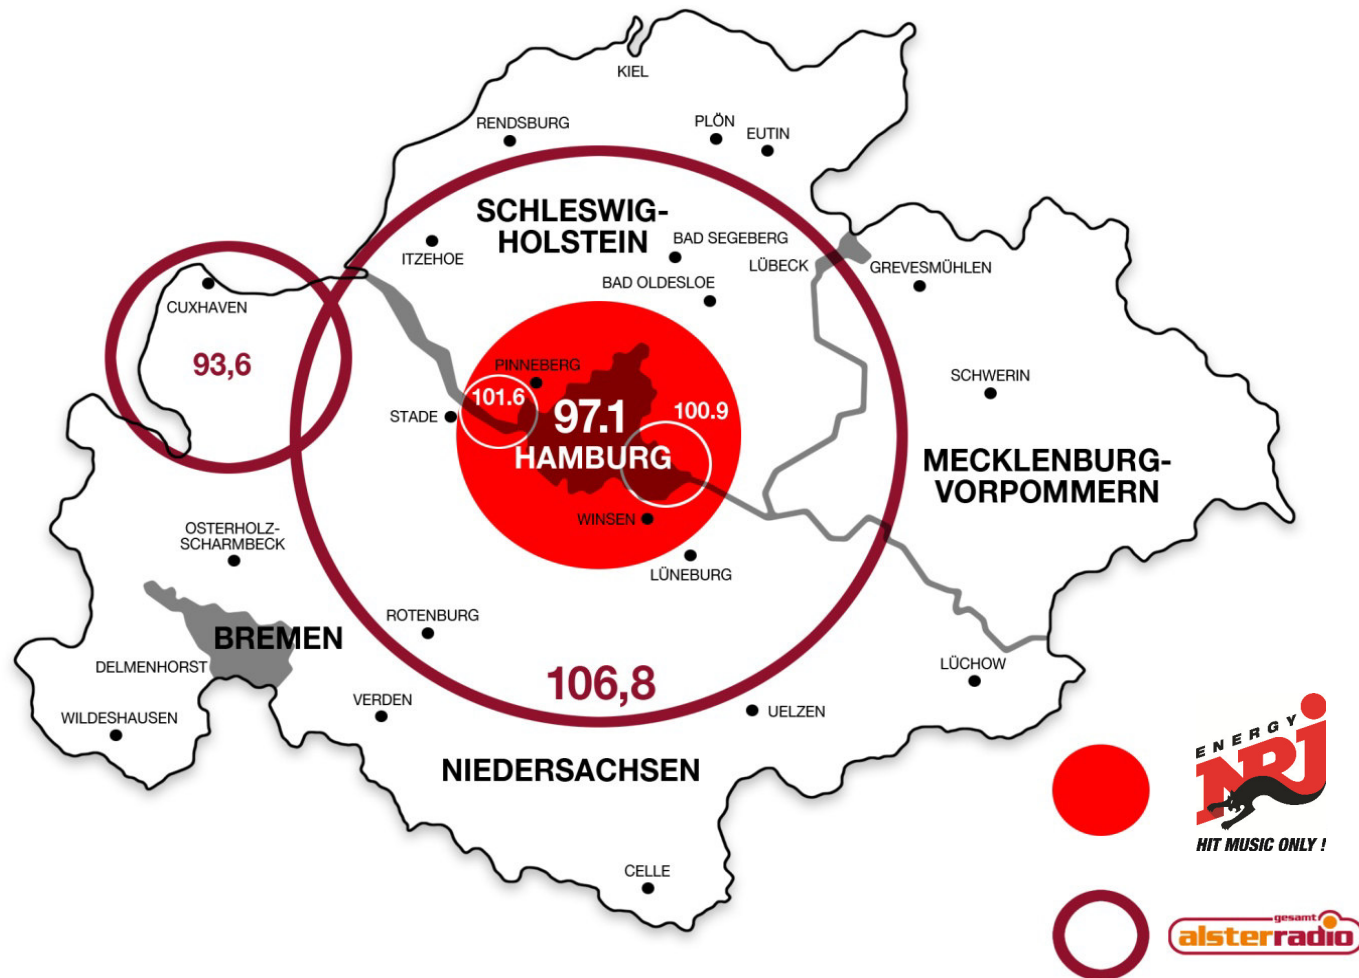 KIEL
RENDSBURG
PLÖN
EUTIN
SCHLESWIG-
HOLSTEIN
ITZEHOE
BAD SEGEBERG
LÜBECK
GREVESMÜHLEN
BAD OLDESLOE
CUXHAVEN
93,6
PINNEBERG
101.6
STADE
97.1
HAMBURG
100.9
SCHWERIN
MECKLENBURG-
VORPOMMERN
WINSEN
LÜNEBURG
OSTERHOLZ-
SCHARMBECK
ROTENBURG
BREMEN
DELMENHORST
106,8
LÜCHOW
VERDEN
WILDESHAUSEN
UELZEN
NIEDERSACHSEN
CELLE
ENERGY
NRJ
HIT MUSIC ONLY !
gesamt
alsterradio